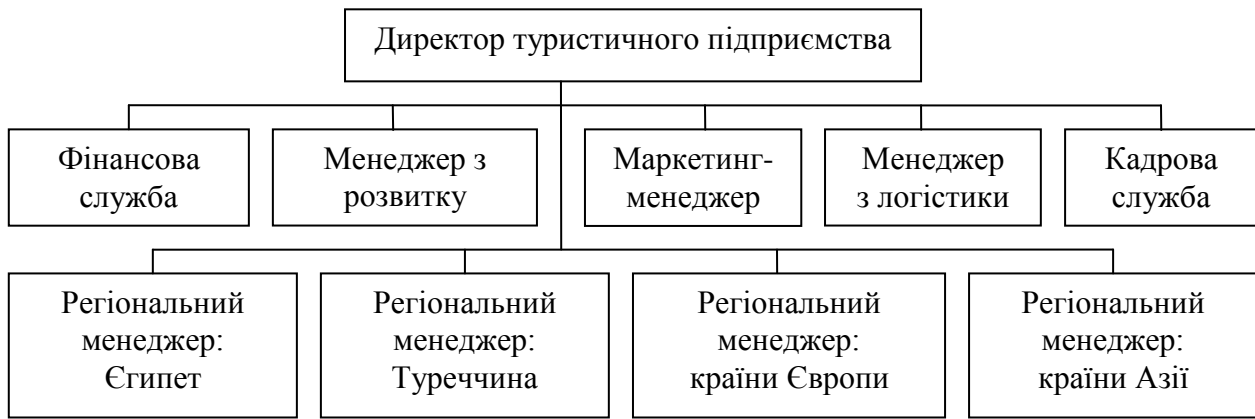 Директор туристичного підприємства
Фінансова
служба
Менеджер з
розвитку
Маркетинг-
менеджер
Менеджер
з логістики
Кадрова
служба
Регіональний
менеджер:
Єгипет
Регіональний
менеджер:
Туреччина
Регіональний
менеджер:
країни Європи
Регіональний
менеджер:
країни Азії